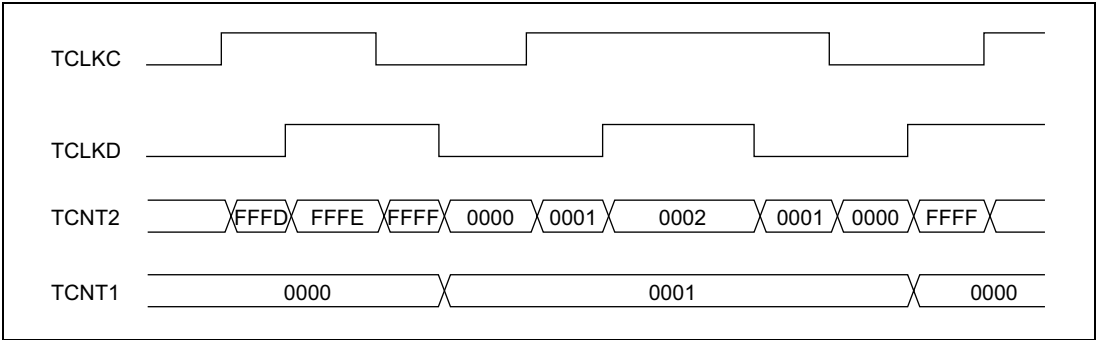 TCLKC
TCLKD
TCNT2 FFFD FFFE FFFF 0000 0001 0002 0001 0000 FFFF
TCNT1 0000 0001 0000